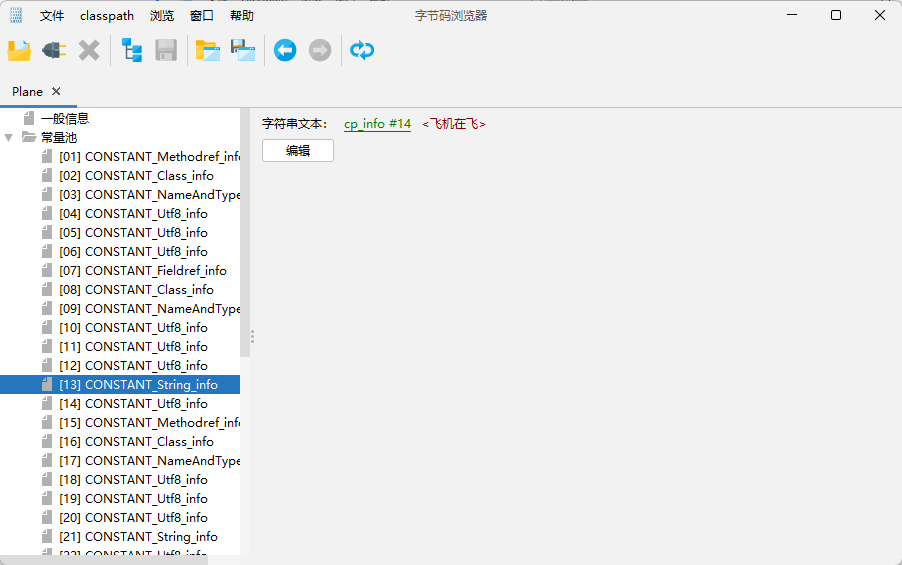 文件 classpath 浏览 窗口 帮助 字节码浏览器
Plane
一般信息
常量池
[01] CONSTANT_Methodref_info
[02] CONSTANT_Class_info
[03] CONSTANT_NameAndType
[04] CONSTANT_Utf8_info
[05] CONSTANT_Utf8_info
[06] CONSTANT_Utf8_info
[07] CONSTANT_Fieldref_info
[08] CONSTANT_Class_info
[09] CONSTANT_NameAndType
[10] CONSTANT_Utf8_info
[11] CONSTANT_Utf8_info
[12] CONSTANT_Utf8_info
[13] CONSTANT_String_info
[14] CONSTANT_Utf8_info
[15] CONSTANT_Methodref_info
[16] CONSTANT_Class_info
[17] CONSTANT_NameAndType
[18] CONSTANT_Utf8_info
[19] CONSTANT_Utf8_info
[20] CONSTANT_Utf8_info
[21] CONSTANT_String_info
[22] CONSTANT_Utf8_info
字符串文本： cp_info #14 <飞机在飞>
编辑